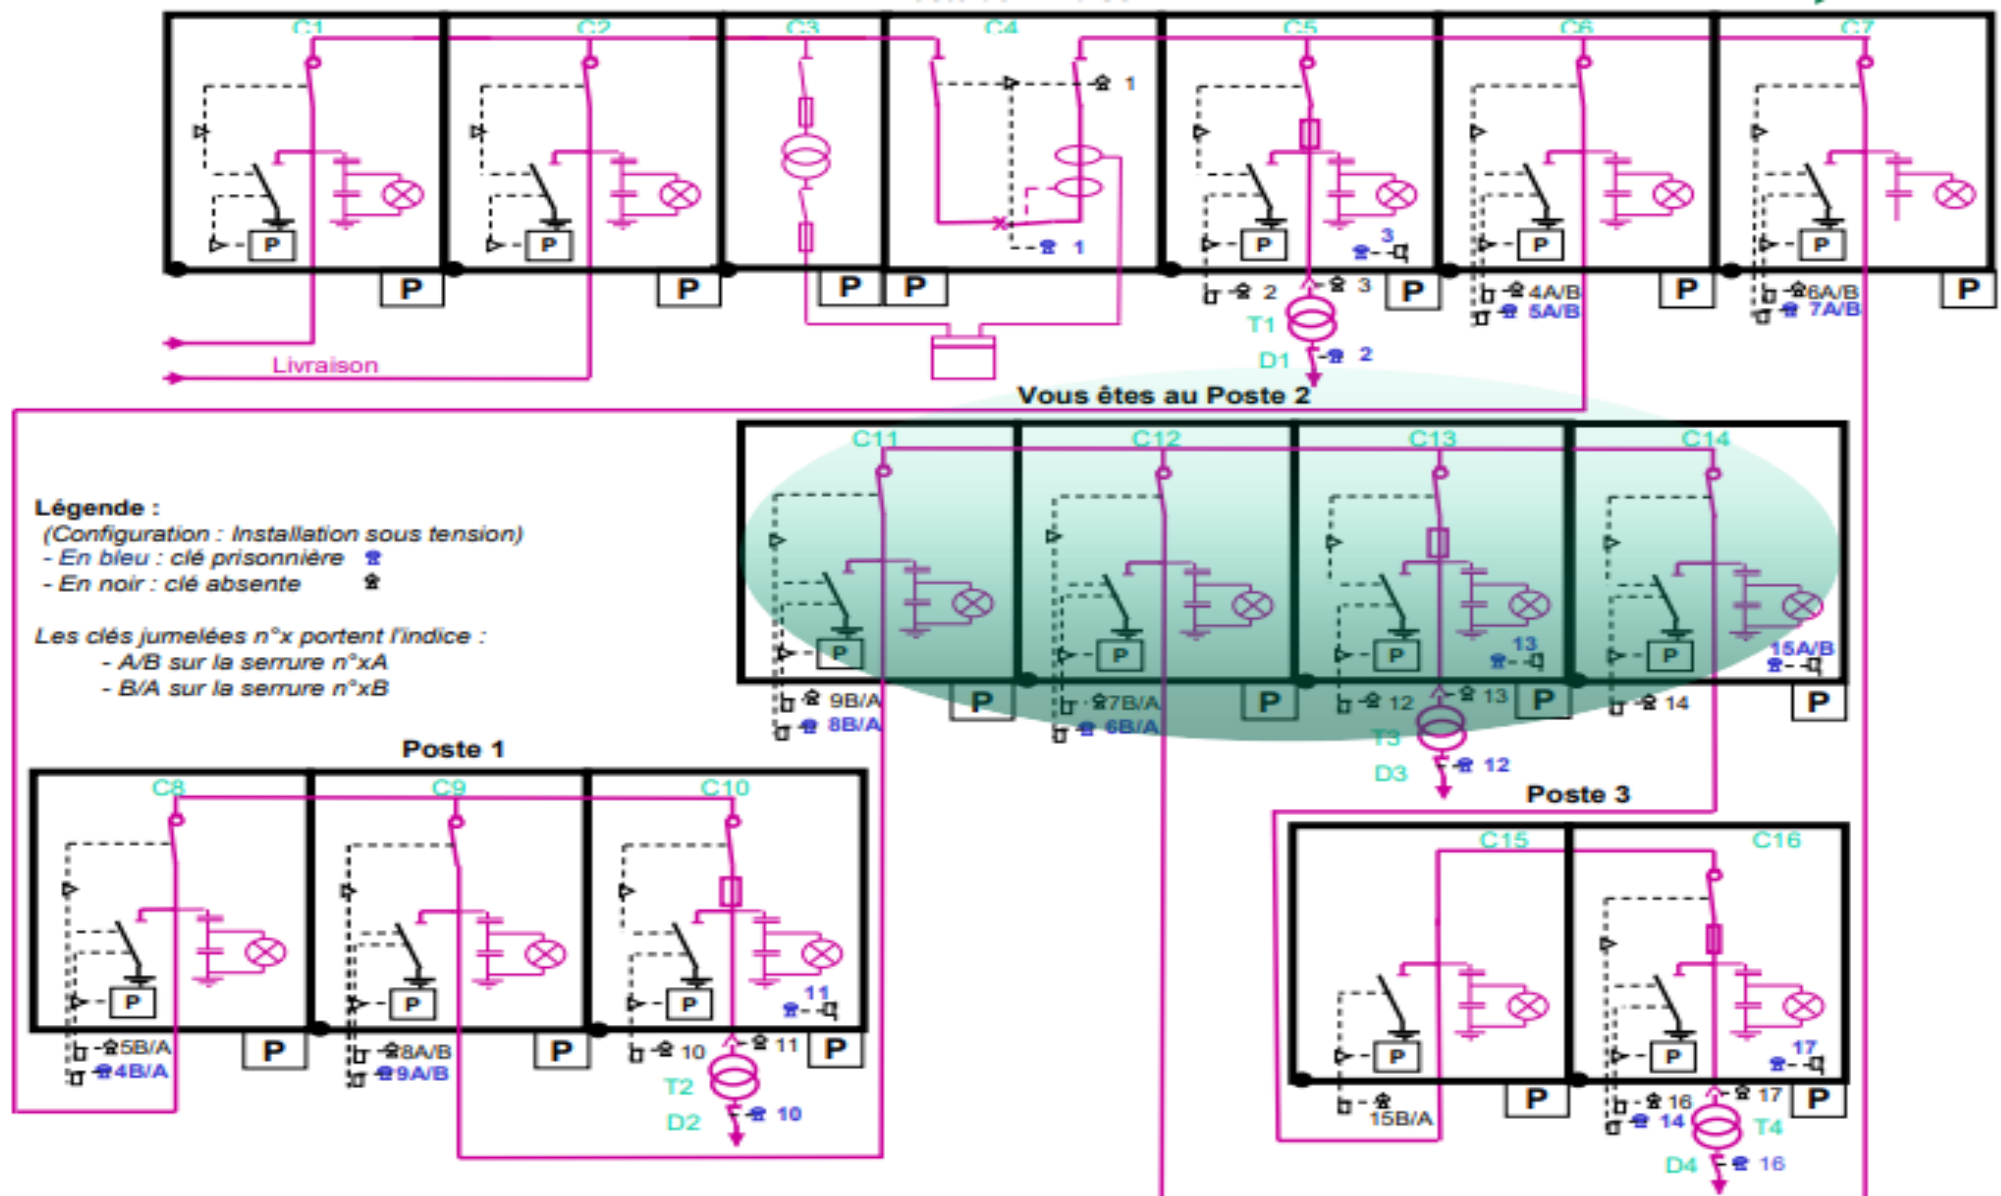 C1 C2 C3 C4 C5 C6 C7
1
P P 1 P 3 P P
P P P P P P P
2 3 4A/B 6A/B
5A/B 7A/B
T1
D1 2
Livraison
Vous êtes au Poste 2
C11 C12 C13 C14
Légende :
(Configuration : Installation sous tension)
- En bleu : clé prisonnière
- En noir : clé absente
Les clés jumelées n°x portent l'indice :
- A/B sur la serrure n°xA
- B/A sur la serrure n°xB
P P P 13 P 15A/B
9B/A P 7B/A P 12 13 P 14 P
8B/A 6B/A
T3
D3 12
Poste 1
C8 C9 C10
P P P 11
5B/A P 8A/B P 10 11 P
4B/A 9A/B
T2
D2 10
Poste 3
C15 C16
P P 17
15B/A P 16 17 P
14 T4
D4 16